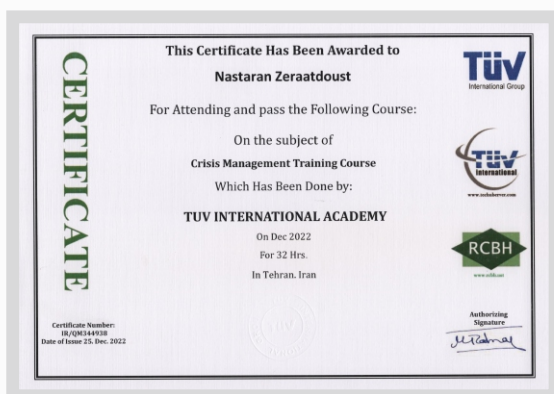 CERTIFICATE
This Certificate Has Been Awarded to
Nastaran Zeraatdoust
For Attending and pass the Following Course:
On the subject of
Crisis Management Training Course
Which Has Been Done by:
TUV INTERNATIONAL ACADEMY
On Dec 2022
For 32 Hrs.
In Tehran. Iran
Certificate Number:
IR/QM344938
Date of Issue 25. Dec. 2022
TÜV
International Group
TÜV
International
RCBH
Authorizing
Signature
TUV